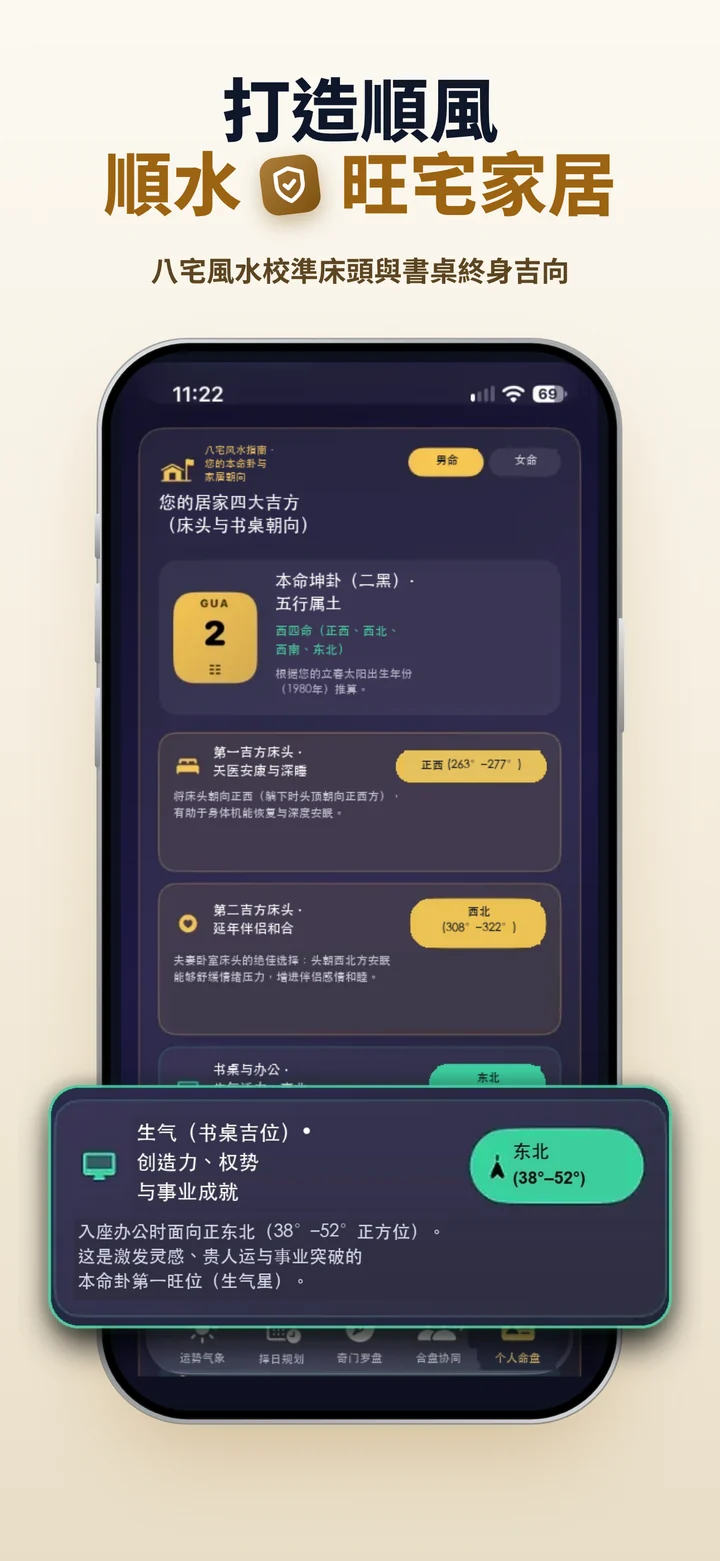 打造順風
順水 旺宅家居
八宅風水校準床頭與書桌終身吉向
11:22
69
八宅风水指南·
您的本命卦与
家居朝向
男命
女命
您的居家四大吉方
（床头与书桌朝向）
GUA
2
本命坤卦（二黑）·
五行属土
西四命（正西、西北、
西南、东北）
根据您的立春太阳出生年份
（1980年）推算。
第一吉方床头·
天医安康与深睡
正西 (263°–277°)
将床头朝向正西（躺下时头顶朝向正西方），
有助于身体机能恢复与深度安眠。
第二吉方床头·
延年伴侣和合
西北
(308°–322°)
夫妻卧室床头的绝佳选择：头朝西北方安眠
能够舒缓情绪压力，增进伴侣感情和睦。
书桌与办公·
东北
生气（书桌吉位）•
创造力、权势
与事业成就
东北
(38°–52°)
入座办公时面向正东北（38°–52°正方位）。
这是激发灵感、贵人运与事业突破的
本命卦第一旺位（生气星）。
运势气象
择日规划
奇门罗盘
合盘协同
个人命盘